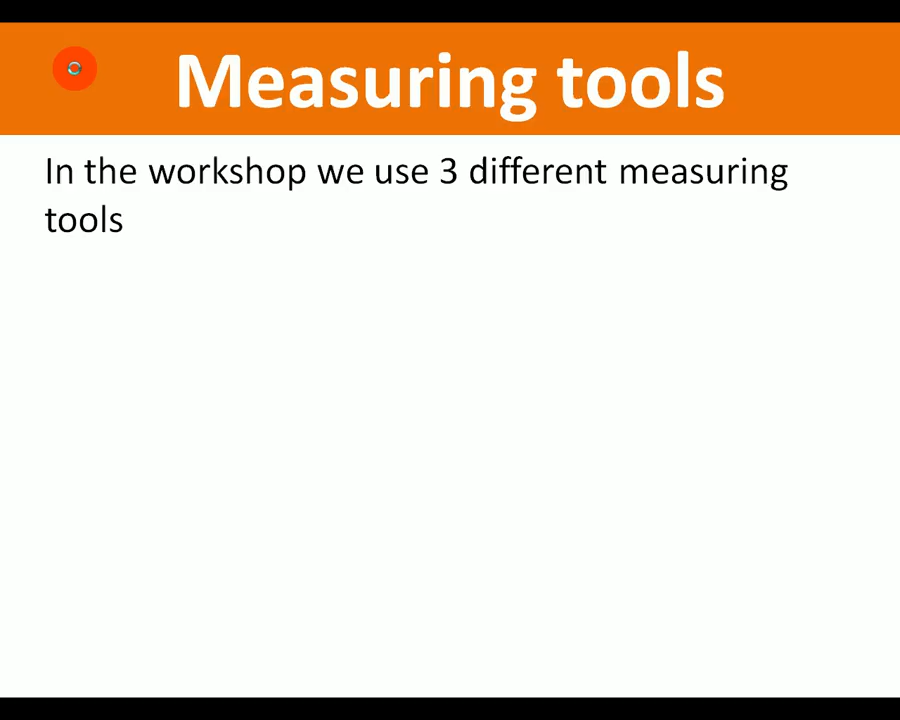 Measuring tools
In the workshop we use 3 different measuring
tools